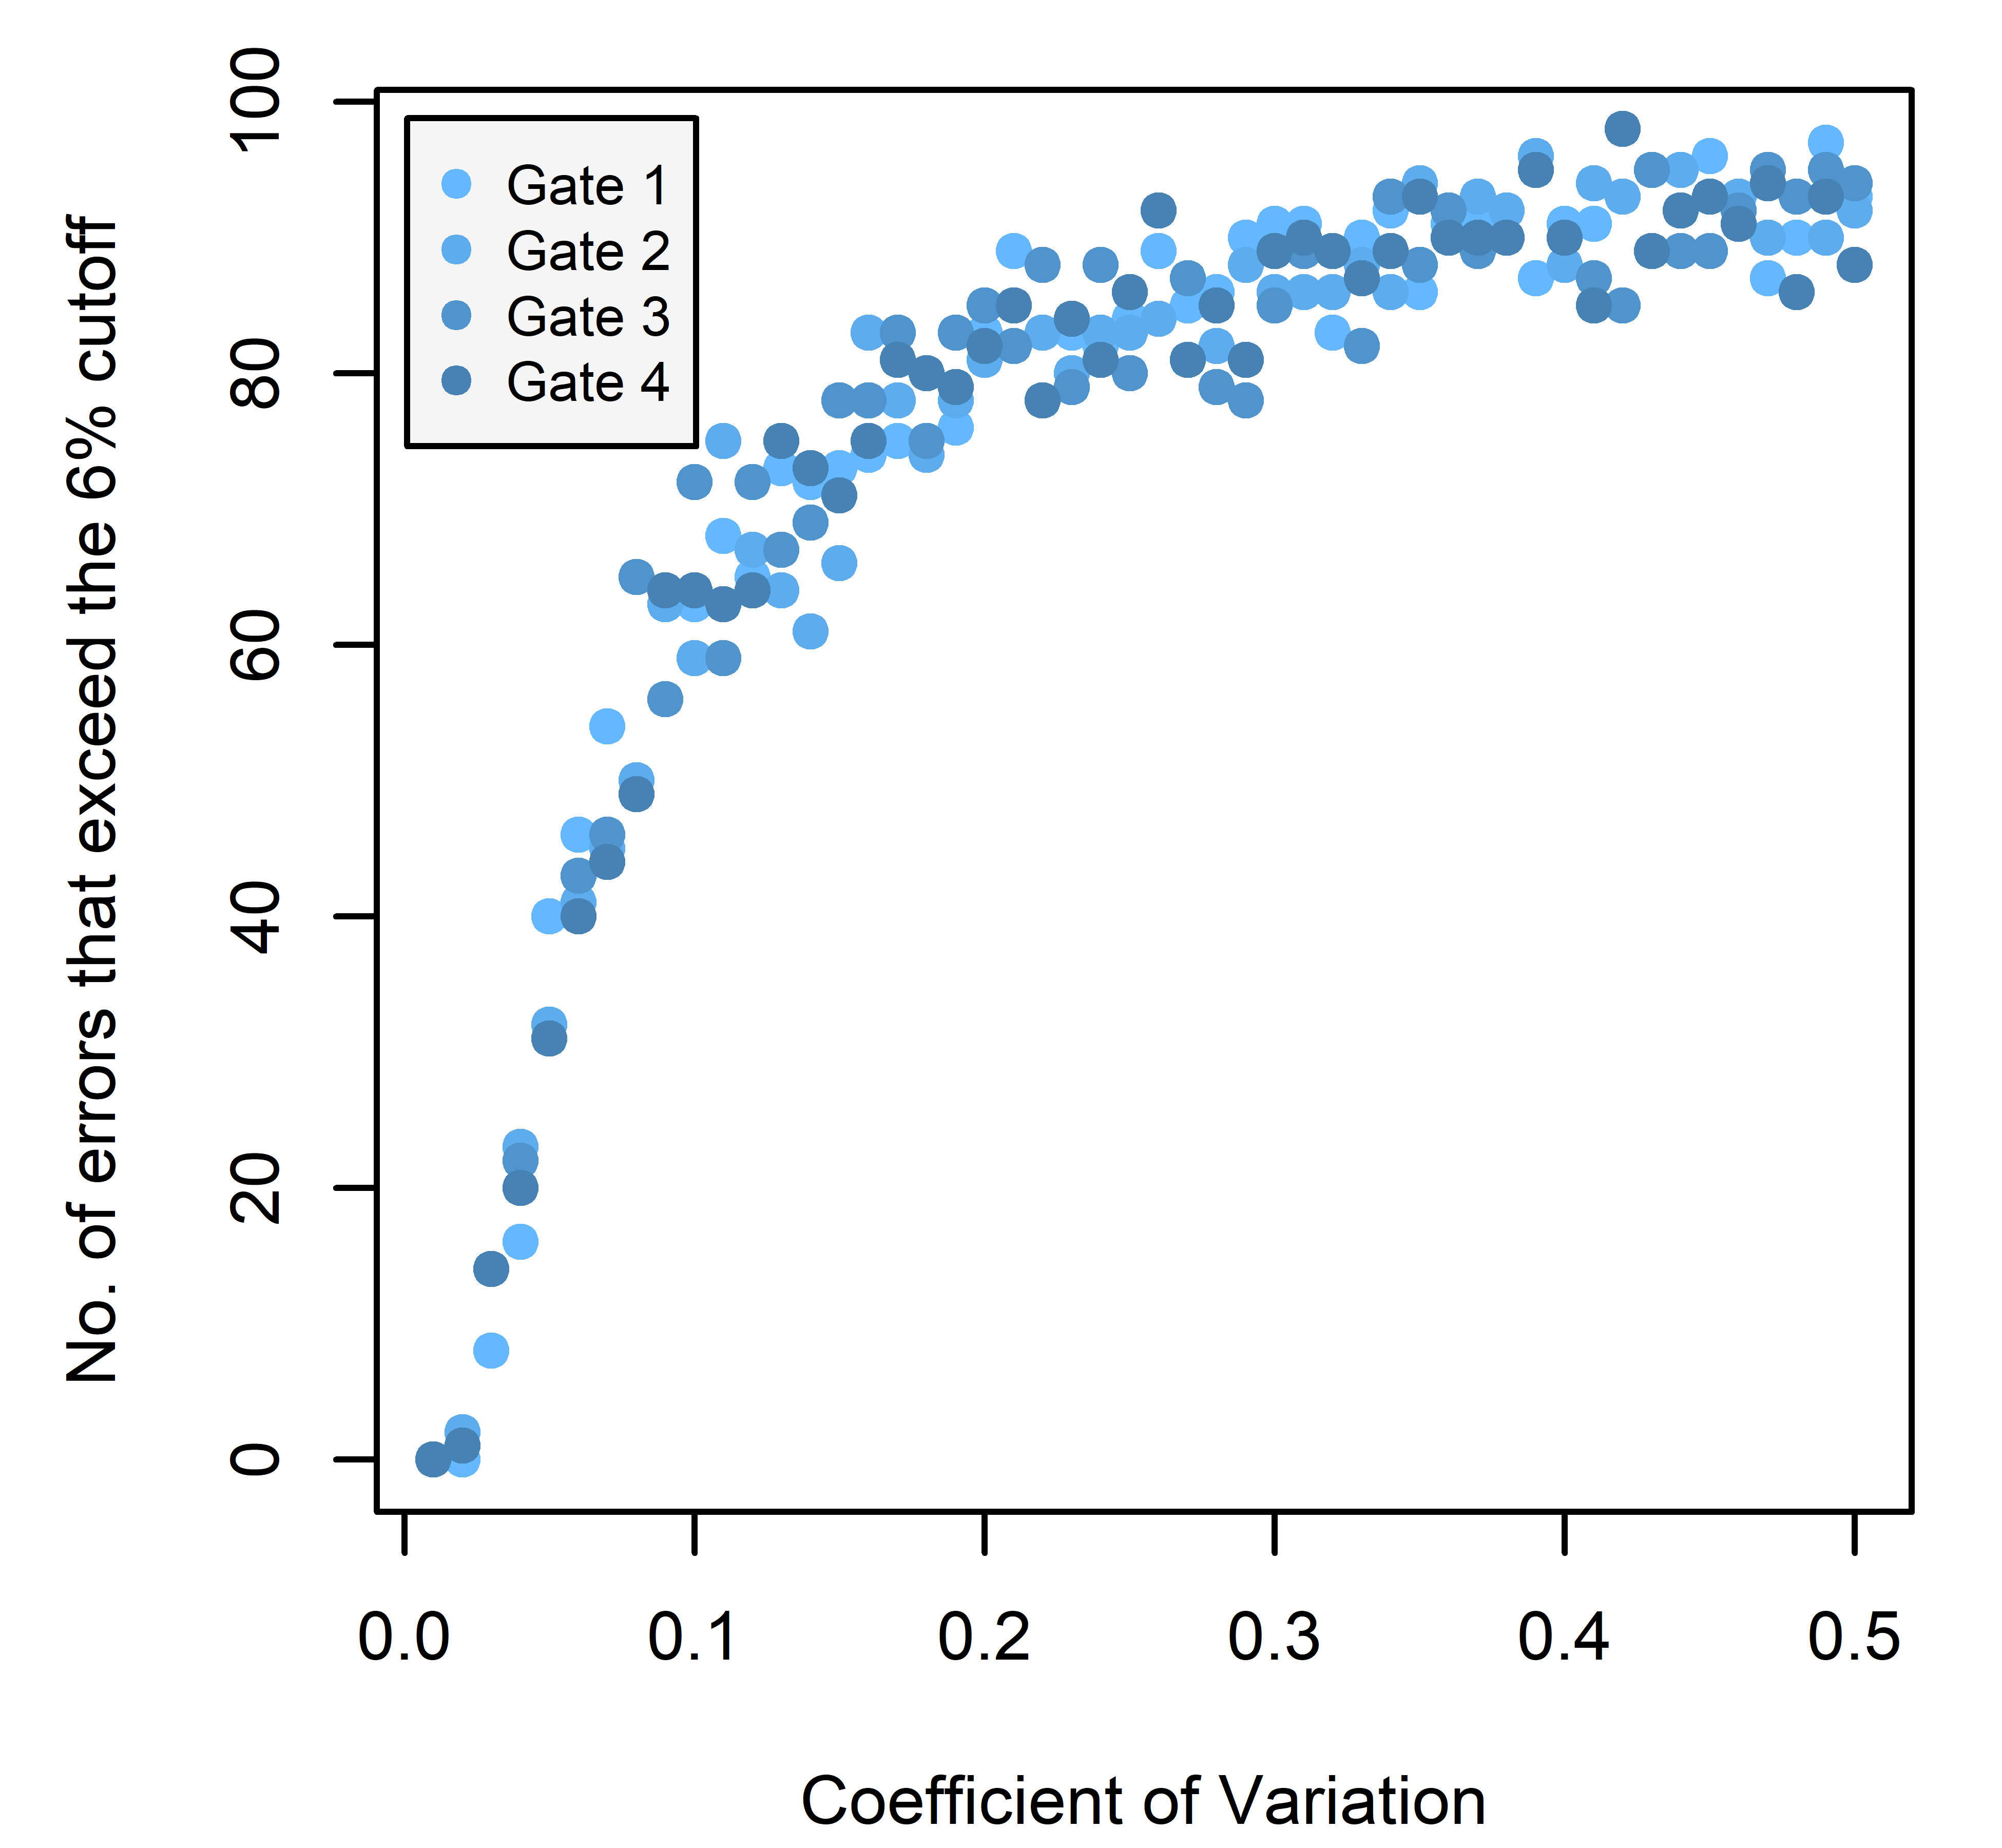 No. of errors that exceed the 6% cutoff
100
80
60
40
20
0
Gate 1
Gate 2
Gate 3
Gate 4
0.0 0.1 0.2 0.3 0.4 0.5
Coefficient of Variation